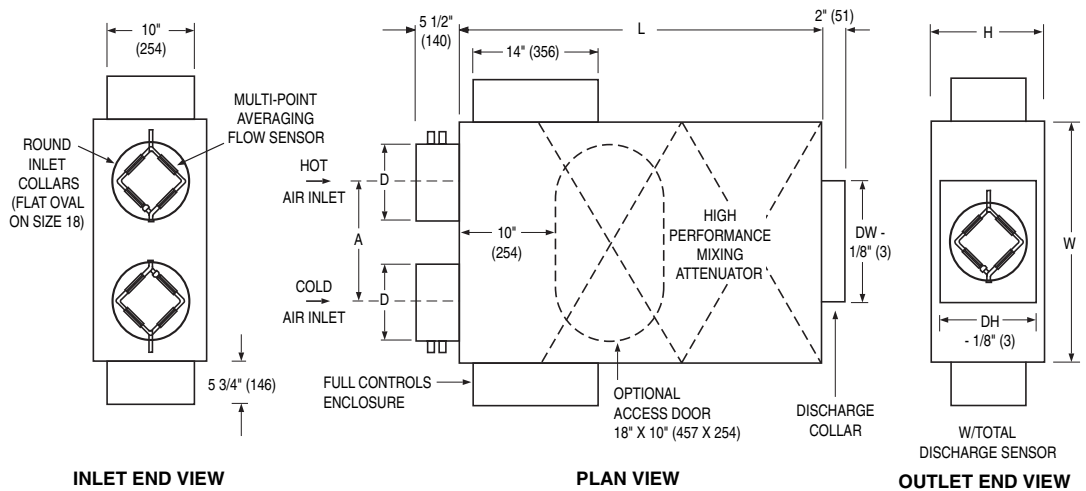 10"
(254)
MULTI-POINT
AVERAGING
FLOW SENSOR
ROUND
INLET
COLLARS
(FLAT OVAL
ON SIZE 18)
5 3/4" (146)
INLET END VIEW
5 1/2"
(140)
L
2" (51)
14" (356)
HOT
AIR INLET
D
A
10"
(254)
HIGH
PERFORMANCE
MIXING
ATTENUATOR
DW -
1/8" (3)
COLD
AIR INLET
D
FULL CONTROLS
ENCLOSURE
OPTIONAL
ACCESS DOOR
18" X 10" (457 X 254)
DISCHARGE
COLLAR
PLAN VIEW
H
W
DH
- 1/8" (3)
W/TOTAL
DISCHARGE SENSOR
OUTLET END VIEW